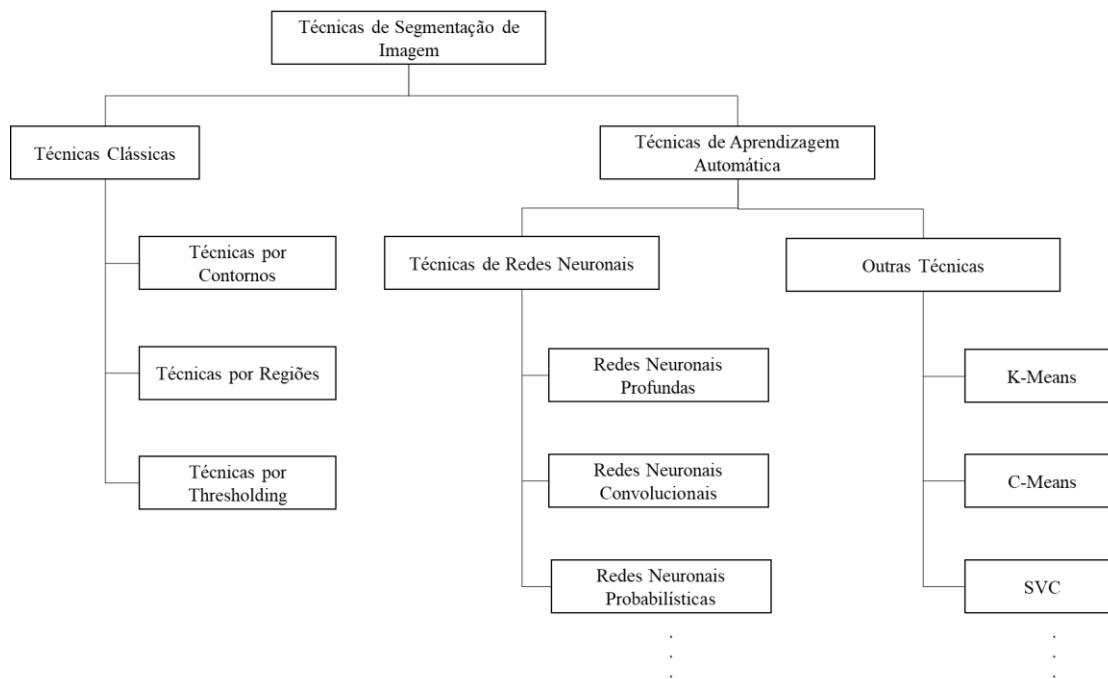 Técnicas de Segmentação de
Imagem
Técnicas Clássicas
Técnicas de Aprendizagem
Automática
Técnicas por
Contornos
Técnicas de Redes Neuronais
Outras Técnicas
Técnicas por Regiões
Redes Neuronais
Profundas
K-Means
Técnicas por
Thresholding
Redes Neuronais
Convolucionais
C-Means
Redes Neuronais
Probabilísticas
SVC